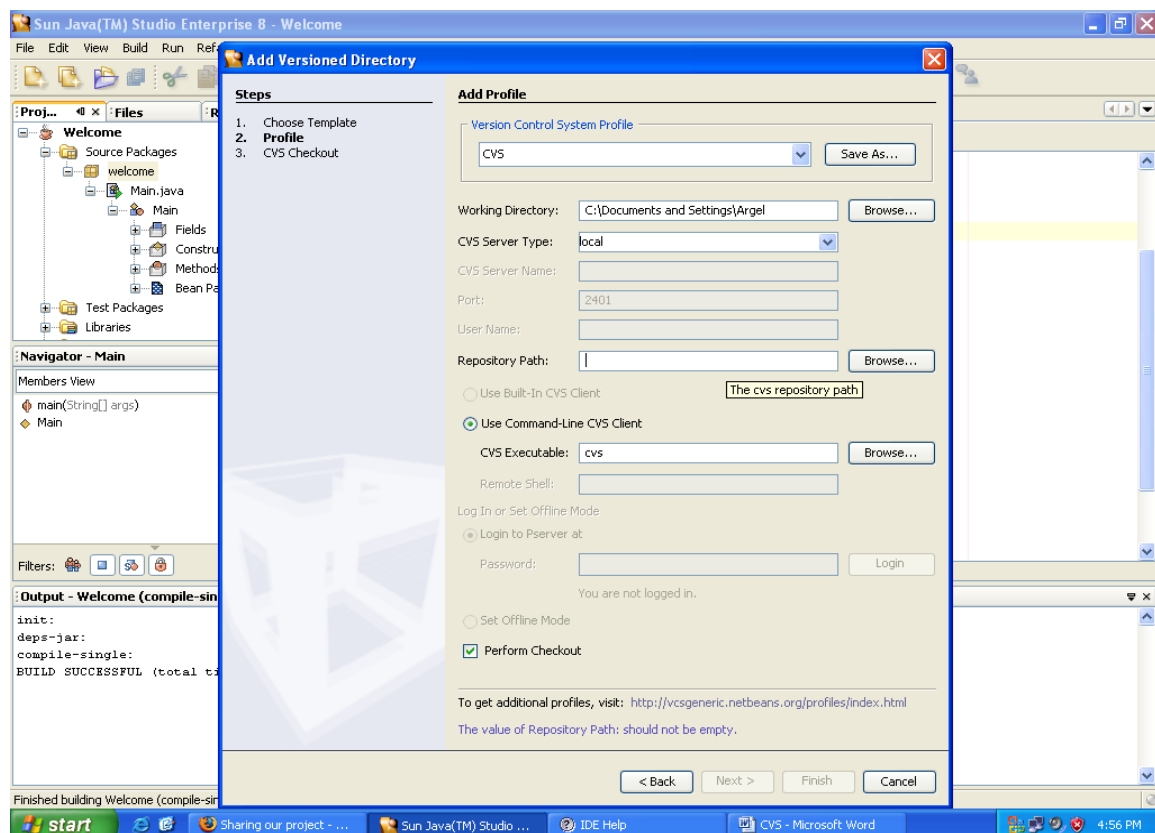 Sun Java(TM) Studio Enterprise 8 - Welcome
File Edit View Build Run Refa
Add Versioned Directory
Proj... Files R
Welcome
Source Packages
welcome
Main.java
Main
Fields
Constru
Methods
Bean Pa
Test Packages
Libraries
Navigator - Main
Members View
main(String[] args)
Main
Filters:
Output - Welcome (compile-sin
init:
deps-jar:
compile-single:
BUILD SUCCESSFUL (total ti
Finished building Welcome (compile-sin
Steps
1. Choose Template
2. Profile
3. CVS Checkout
Add Profile
Version Control System Profile
CVS Save As...
Working Directory: C:\Documents and Settings\Argel Browse...
CVS Server Type: local
CVS Server Name:
Port: 2401
User Name:
Repository Path: Browse...
The cvs repository path
Use Built-In CVS Client
Use Command-Line CVS Client
CVS Executable: cvs Browse...
Remote Shell:
Log In or Set Offline Mode
Login to Pserver at
Password: Login
You are not logged in.
Set Offline Mode
Perform Checkout
To get additional profiles, visit: http://vcsgeneric.netbeans.org/profiles/index.html
The value of Repository Path: should not be empty.
< Back Next > Finish Cancel
start Sharing our project - ... Sun Java(TM) Studio ... IDE Help CVS - Microsoft Word 4:56 PM